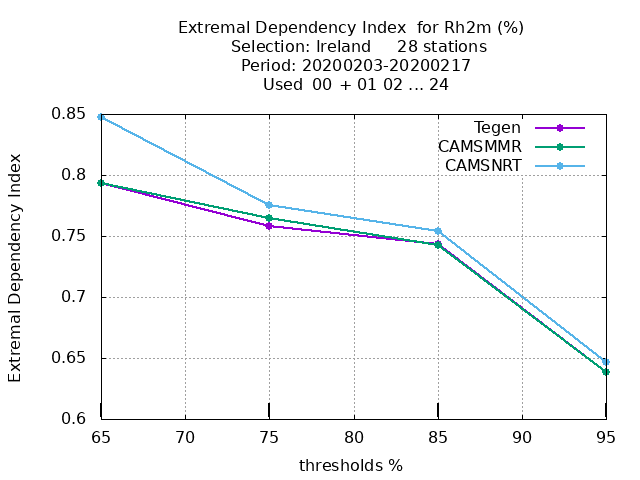 Extremal Dependency Index  for Rh2m (%)
Selection: Ireland     28 stations
Period: 20200203-20200217
Used  00 + 01 02 ... 24
Extremal Dependency Index
0.85
0.8
0.75
0.7
0.65
0.6
Tegen
CAMSMMR
CAMSNRT
65 70 75 80 85 90 95
thresholds %